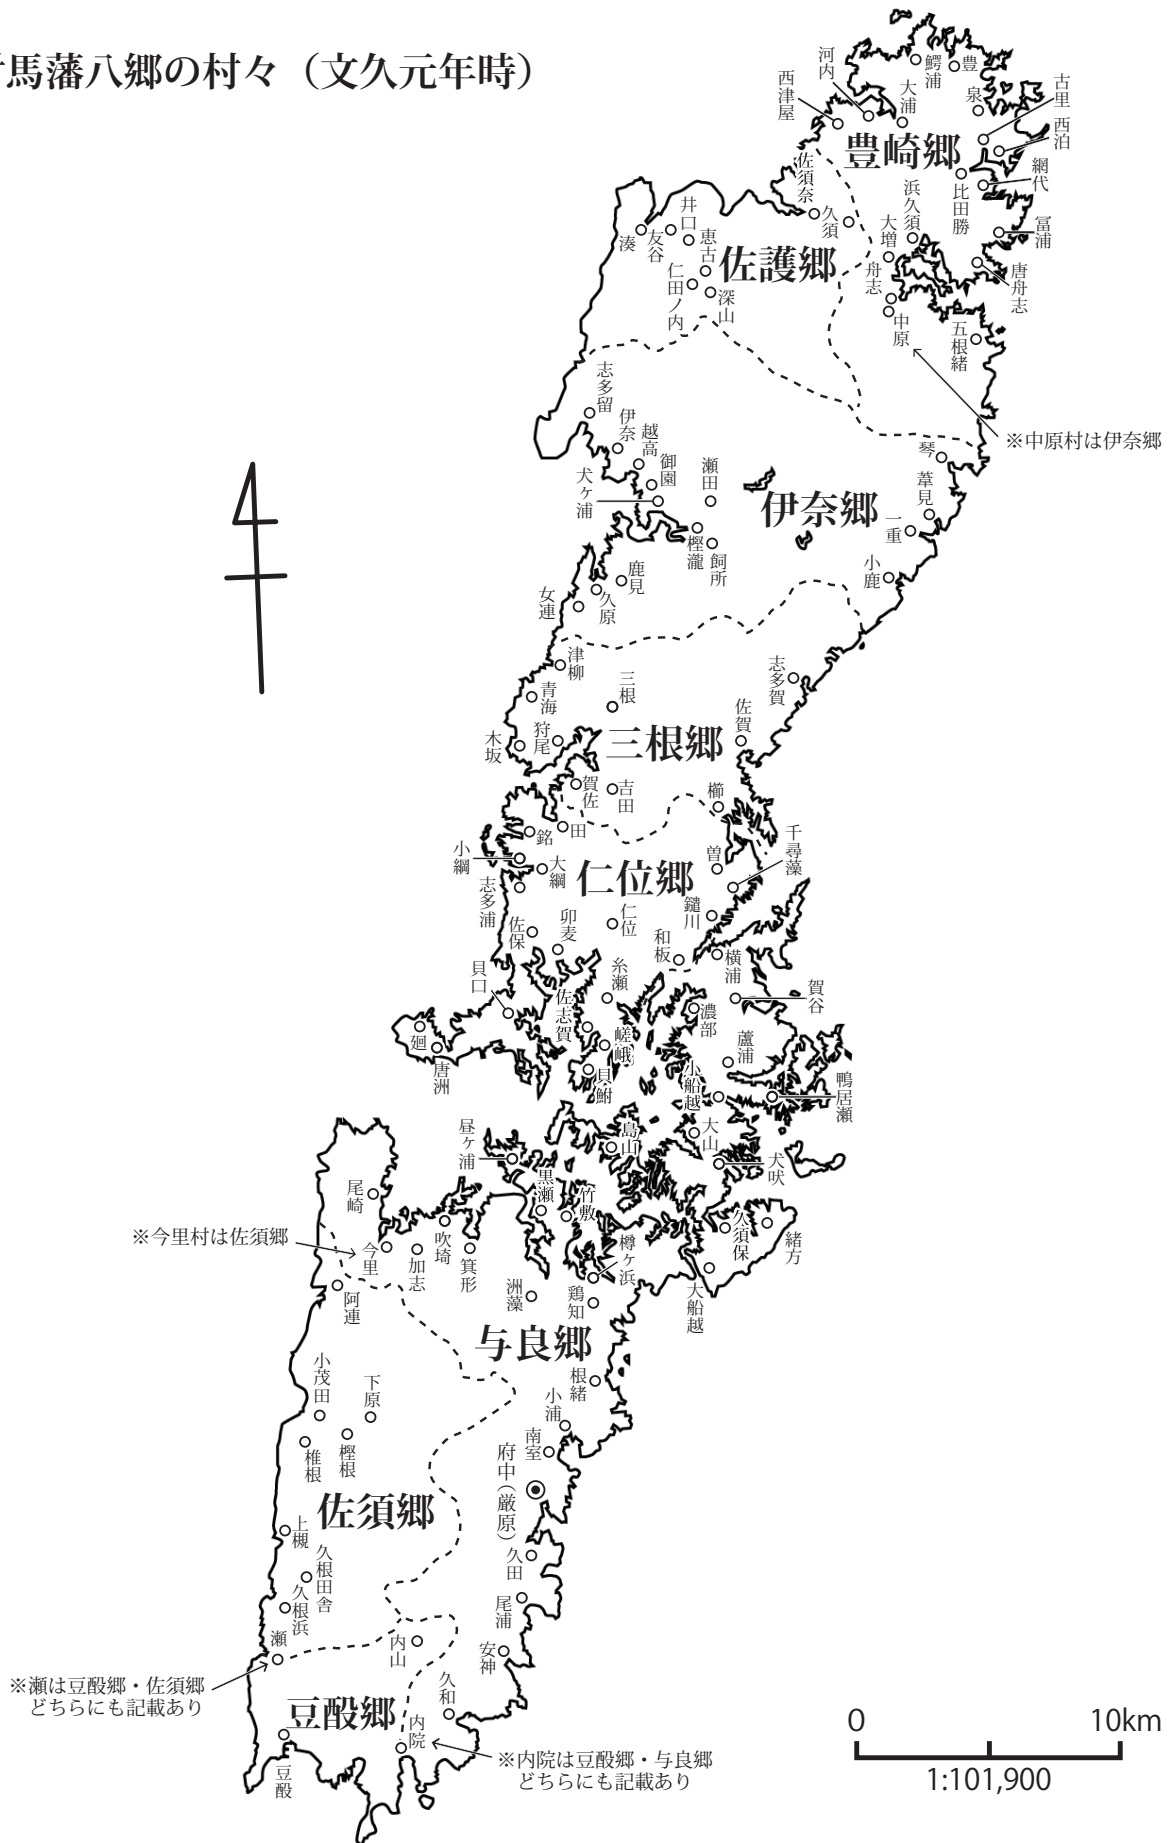 馬藩八郷の村々（文久元年時）
河内
西津屋
鰐浦
豊
大浦
泉
古里
西泊
網代
豊崎郷
佐須奈
久須
浜久須
大増
比田勝
冨浦
唐舟志
舟志
中原
五根緒
※中原村は伊奈郷
湊
友谷
井口
恵古
仁田ノ内
深山
佐護郷
志多留
伊奈
越高
御園
犬ヶ浦
瀬田
樫瀧
飼所
伊奈郷
琴
葦見
一重
小鹿
鹿見
久原
女連
津柳
青海
狩尾
木坂
三根
三根郷
志多賀
佐賀
賀佐
吉田
櫛
銘
田
小綱
大綱
志多浦
仁位郷
曽
千尋藻
鑓川
佐保
卯麦
仁位
和板
横浦
貝口
糸瀬
佐志賀
嵯峨
貝鮒
濃部
賀谷
蘆浦
廻
唐洲
小船越
鴨居瀬
昼ヶ浦
島山
大山
犬吠
黒瀬
竹敷
久須保
緒方
大船越
樽ヶ浜
尾崎
※今里村は佐須郷
今里
加志
吹埼
箕形
洲藻
鶏知
阿連
与良郷
根緒
小浦
南室
府中(厳原)
小茂田
下原
椎根
樫根
佐須郷
上槻
久根田舎
久根浜
瀬
久田
尾浦
安神
内山
久和
内院
※瀬は豆酘郷・佐須郷
どちらにも記載あり
豆酘郷
豆酘
※内院は豆酘郷・与良郷
どちらにも記載あり
0 10km
1:101,900